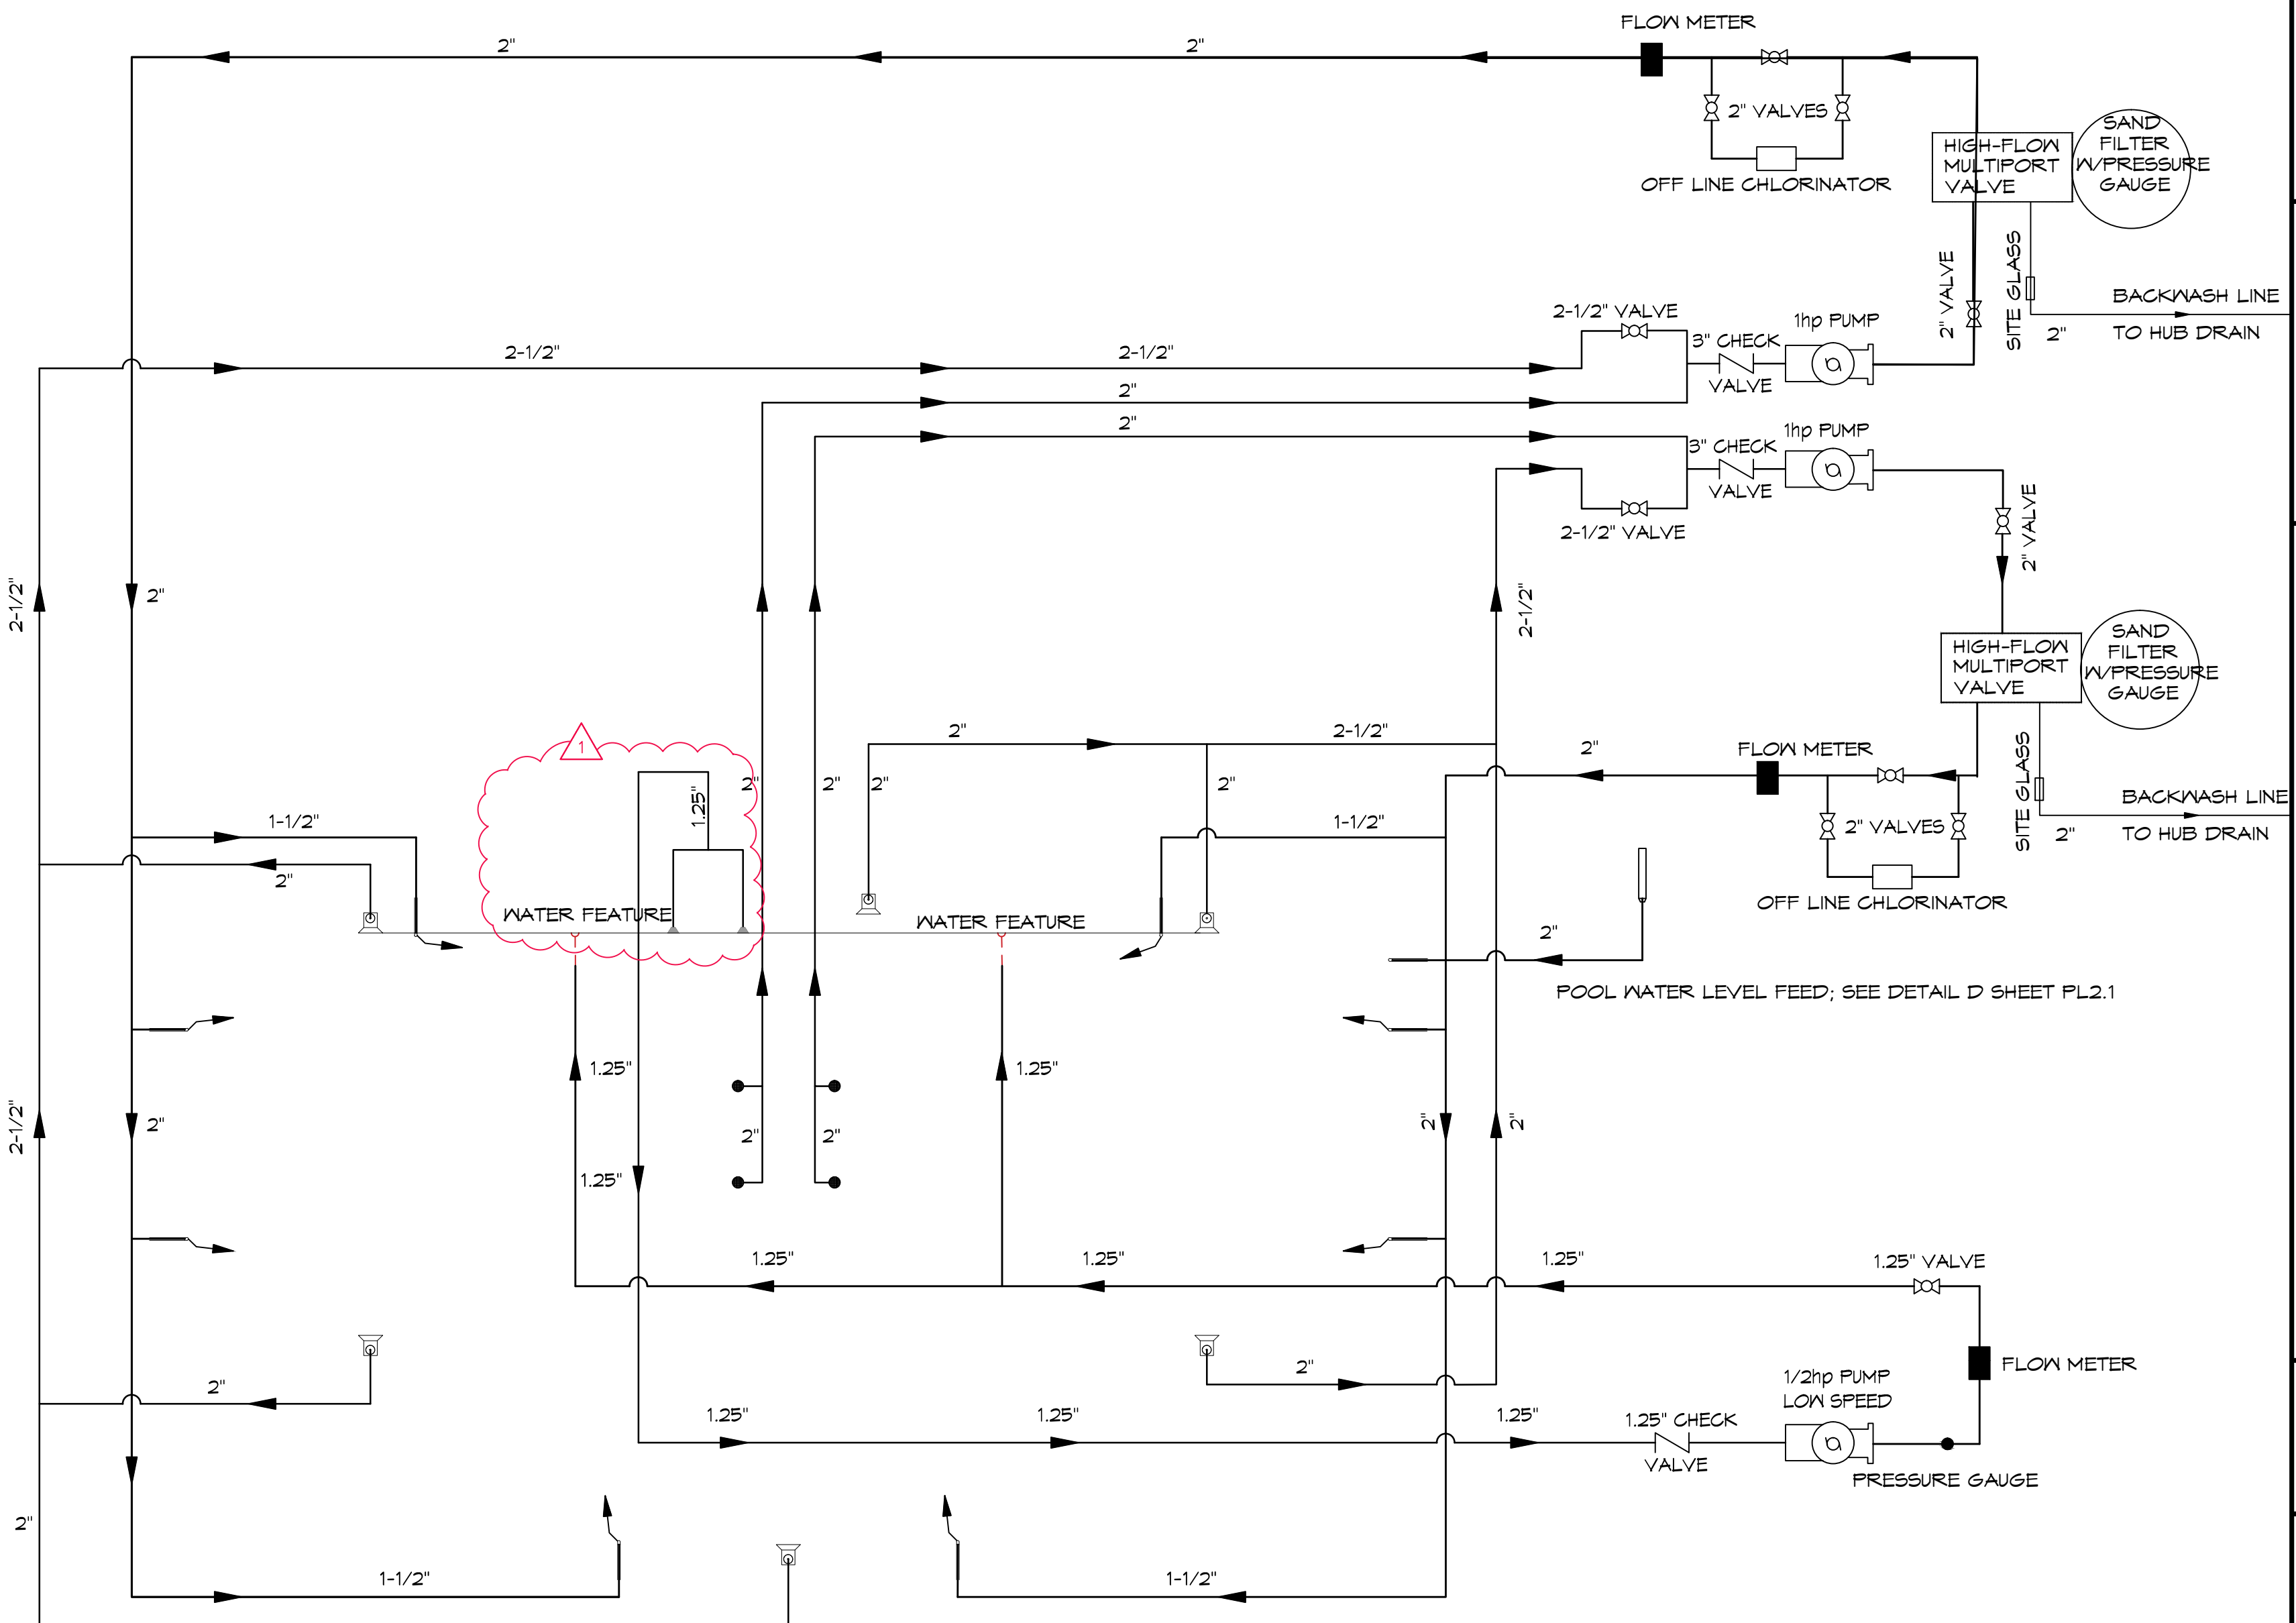 FLOW METER
2"
2"
2" VALVES
OFF LINE CHLORINATOR
HIGH-FLOW
MULTIPORT
VALVE
SAND
FILTER
W/PRESSURE
GAUGE
2" VALVE
SITE GLASS
BACKWASH LINE
2"
TO HUB DRAIN
2-1/2" VALVE
1hp PUMP
3" CHECK
VALVE
2-1/2"
2-1/2"
2"
2"
1hp PUMP
3" CHECK
VALVE
2-1/2" VALVE
2" VALVE
2-1/2"
2"
2-1/2"
HIGH-FLOW
MULTIPORT
VALVE
SAND
FILTER
W/PRESSURE
GAUGE
1
2"
2-1/2"
2"
FLOW METER
SITE GLASS
BACKWASH LINE
2"
TO HUB DRAIN
1.25"
2"
2"
2"
2"
1-1/2"
1-1/2"
2" VALVES
2"
OFF LINE CHLORINATOR
WATER FEATURE
WATER FEATURE
2"
POOL WATER LEVEL FEED; SEE DETAIL D SHEET PL2.1
1.25"
1.25"
2-1/2"
2"
2"
2"
2"
2"
1.25"
1.25"
1.25"
1.25"
1.25" VALVE
FLOW METER
2"
2"
1/2hp PUMP
LOW SPEED
1.25"
1.25"
1.25"
1.25" CHECK
VALVE
PRESSURE GAUGE
2"
1-1/2"
1-1/2"